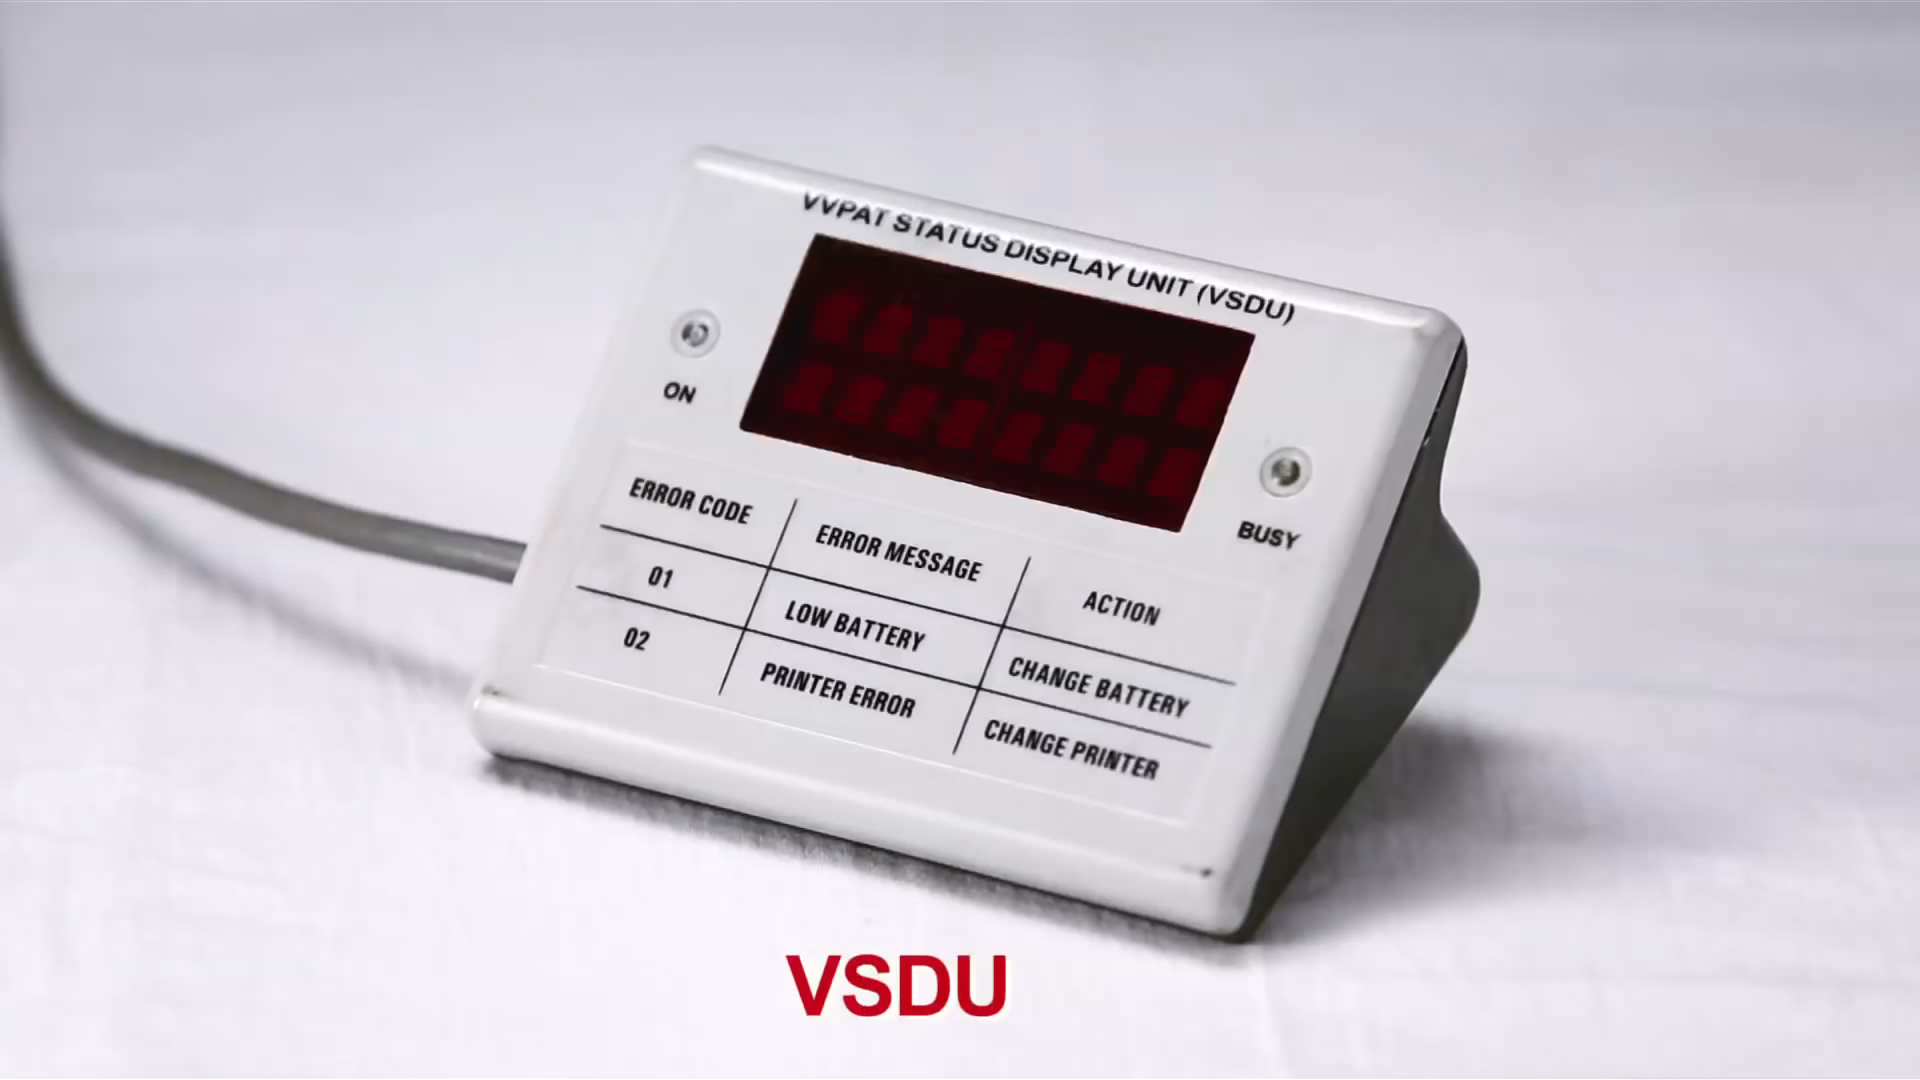 VVPAT STATUS DISPLAY UNIT (VSDU)
ON
BUSY
ERROR CODE ERROR MESSAGE ACTION
01 LOW BATTERY CHANGE BATTERY
02 PRINTER ERROR CHANGE PRINTER
VSDU